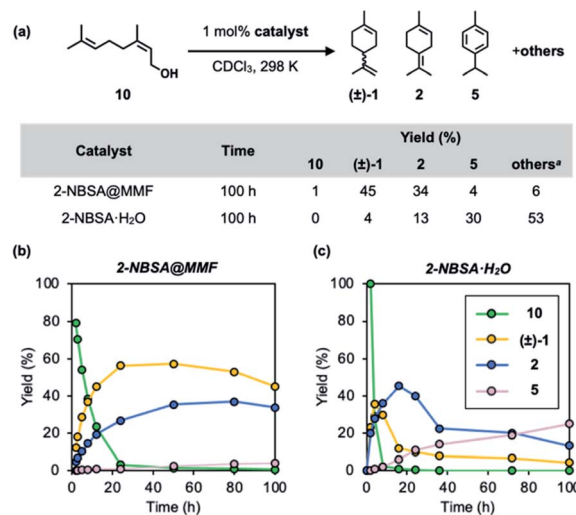 (a)
1 mol% catalyst
CDCl₃, 298 K
OH
+others
10
(±)-1
2
5
Catalyst Time Yield (%)
10 (±)-1 2 5 othersᵃ
2-NBSA@MMF 100 h 1 45 34 4 6
2-NBSA·H₂O 100 h 0 4 13 30 53
(b) 2-NBSA@MMF
(c) 2-NBSA·H₂O
Yield (%)
100
80
60
40
20
0
0 20 40 60 80 100
Time (h)
Yield (%)
100
80
60
40
20
0
0 20 40 60 80 100
Time (h)
10
(±)-1
2
5